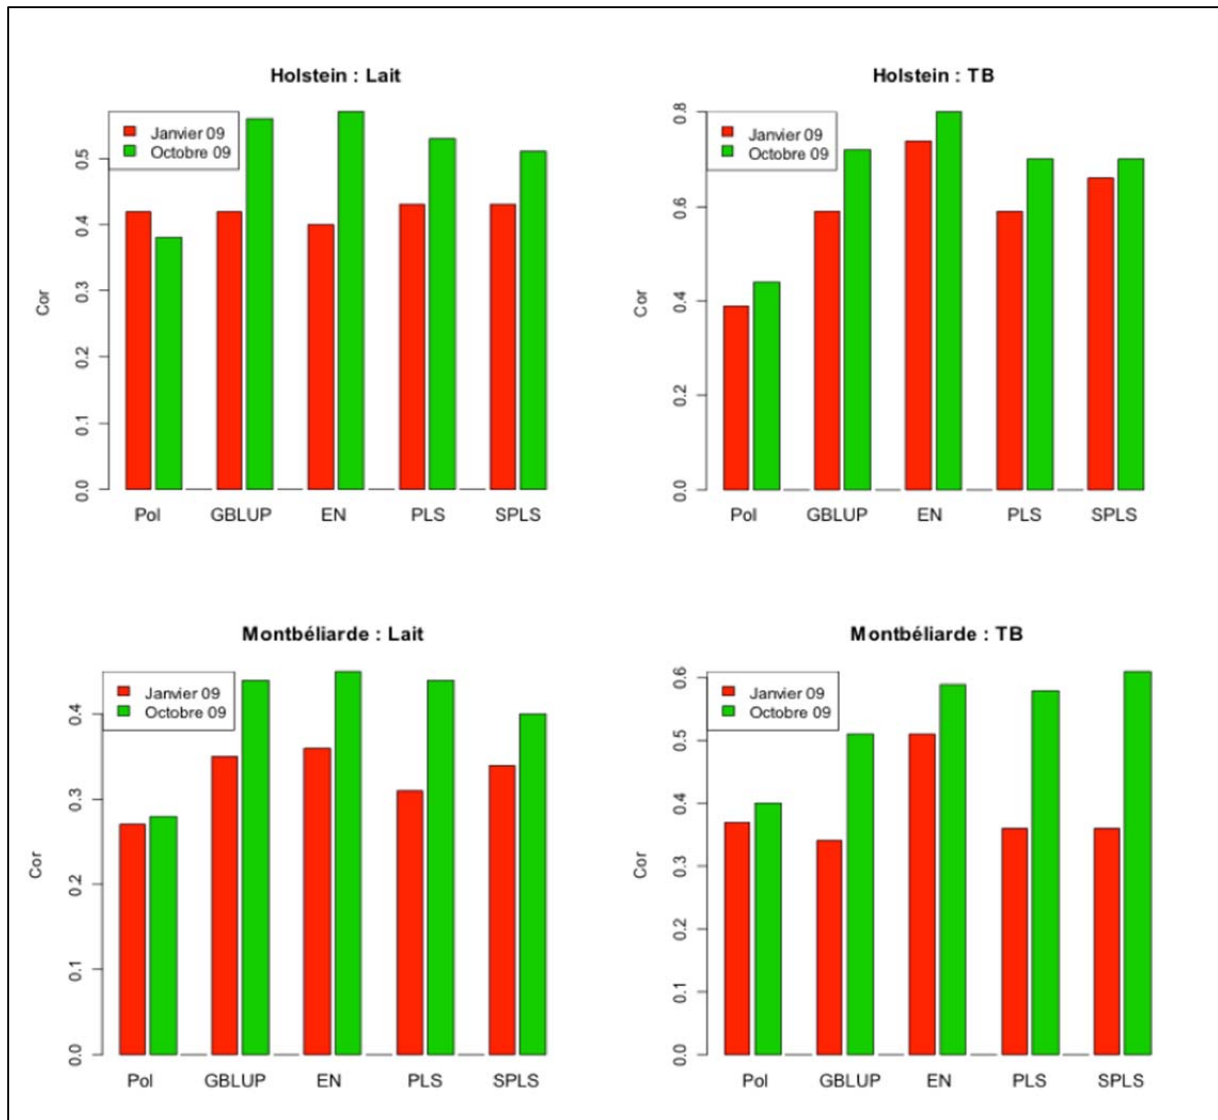 Holstein : Lait
Janvier 09
Octobre 09
Cor
0.0
0.1
0.2
0.3
0.4
0.5
Pol GBLUP EN PLS SPLS
Holstein : TB
Janvier 09
Octobre 09
Cor
0.0
0.2
0.4
0.6
0.8
Pol GBLUP EN PLS SPLS
Montbéliarde : Lait
Janvier 09
Octobre 09
Cor
0.0
0.1
0.2
0.3
0.4
Pol GBLUP EN PLS SPLS
Montbéliarde : TB
Janvier 09
Octobre 09
Cor
0.0
0.1
0.2
0.3
0.4
0.5
0.6
Pol GBLUP EN PLS SPLS